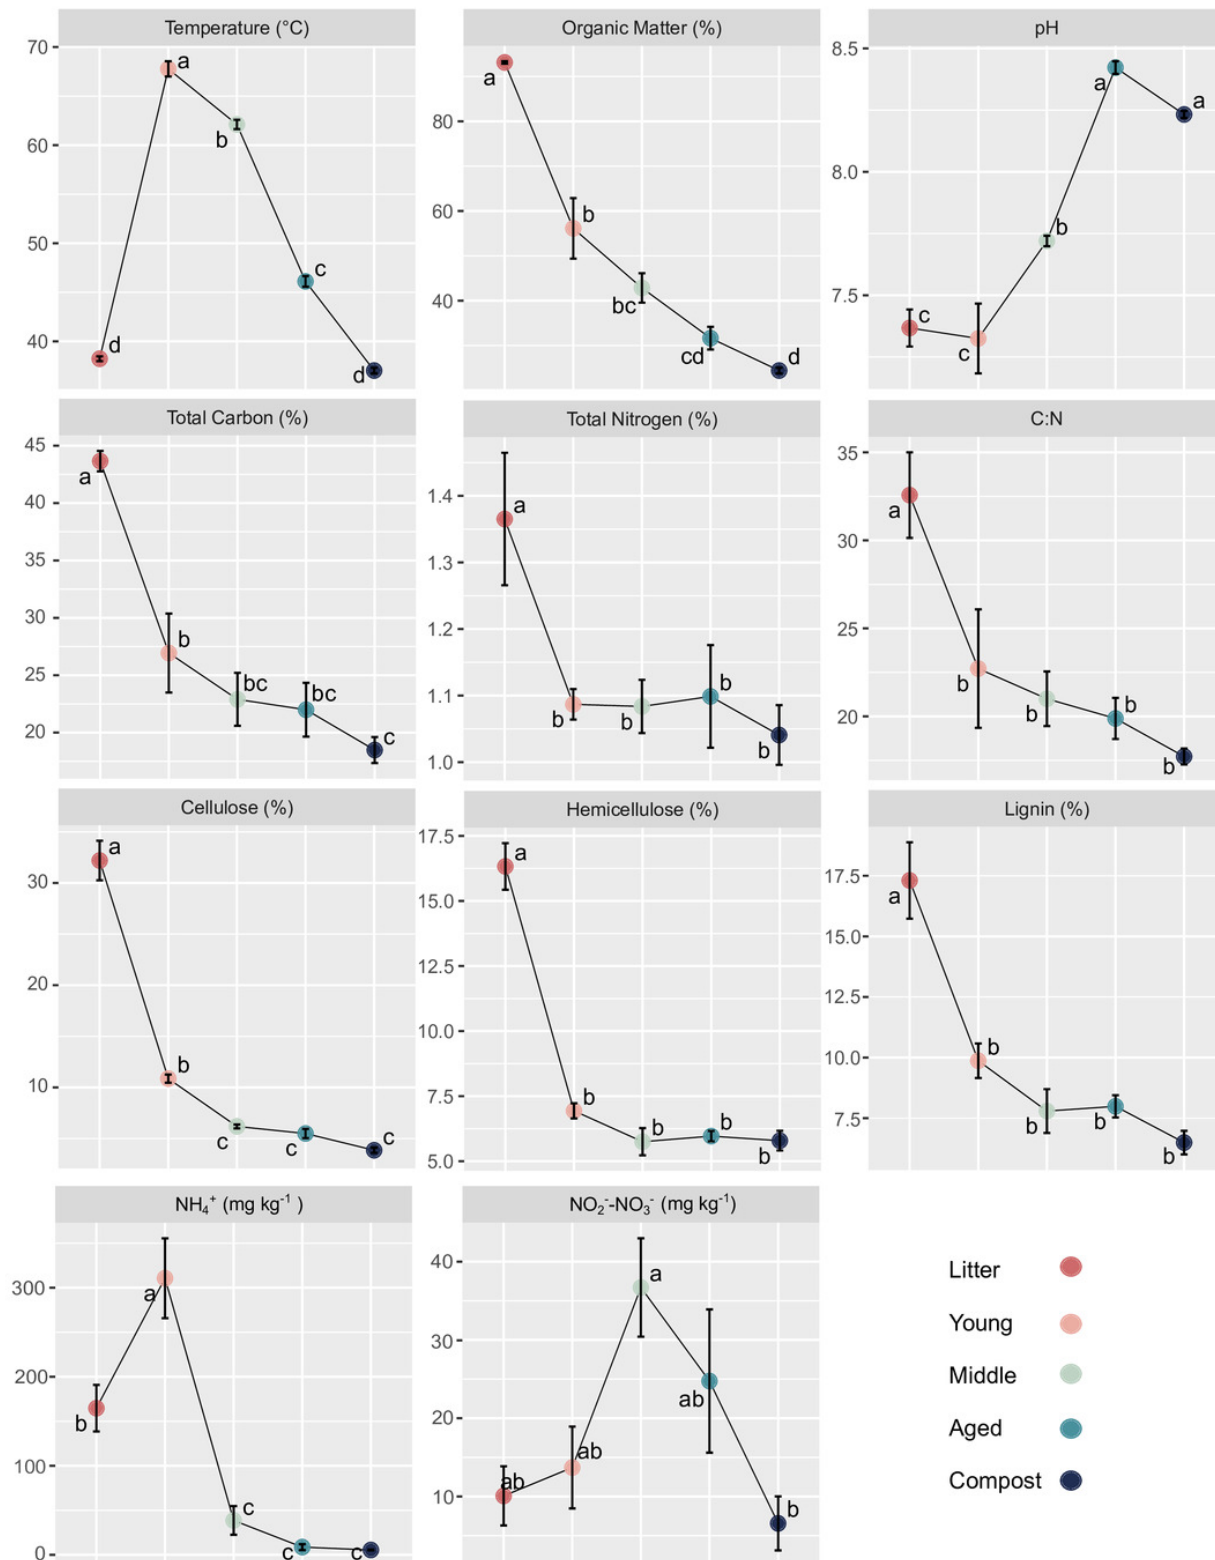 Temperature (°C)
70
60
50
40
d
a
b
c
d
Organic Matter (%)
80
60
40
a
b
bc
cd
d
pH
8.5
8.0
7.5
c
c
b
a
a
Total Carbon (%)
45
40
35
30
25
20
a
b
bc
bc
c
Total Nitrogen (%)
1.4
1.3
1.2
1.1
1.0
a
b
b
b
b
C:N
35
30
25
20
a
b
b
b
b
Cellulose (%)
30
20
10
a
b
c
c
c
Hemicellulose (%)
17.5
15.0
12.5
10.0
7.5
5.0
a
b
b
b
b
Lignin (%)
17.5
15.0
12.5
10.0
7.5
a
b
b
b
b
NH₄⁺ (mg kg⁻¹ )
300
200
100
0
b
a
c
c
c
NO₂⁻-NO₃⁻ (mg kg⁻¹)
40
30
20
10
ab
ab
a
ab
b
Litter
Young
Middle
Aged
Compost